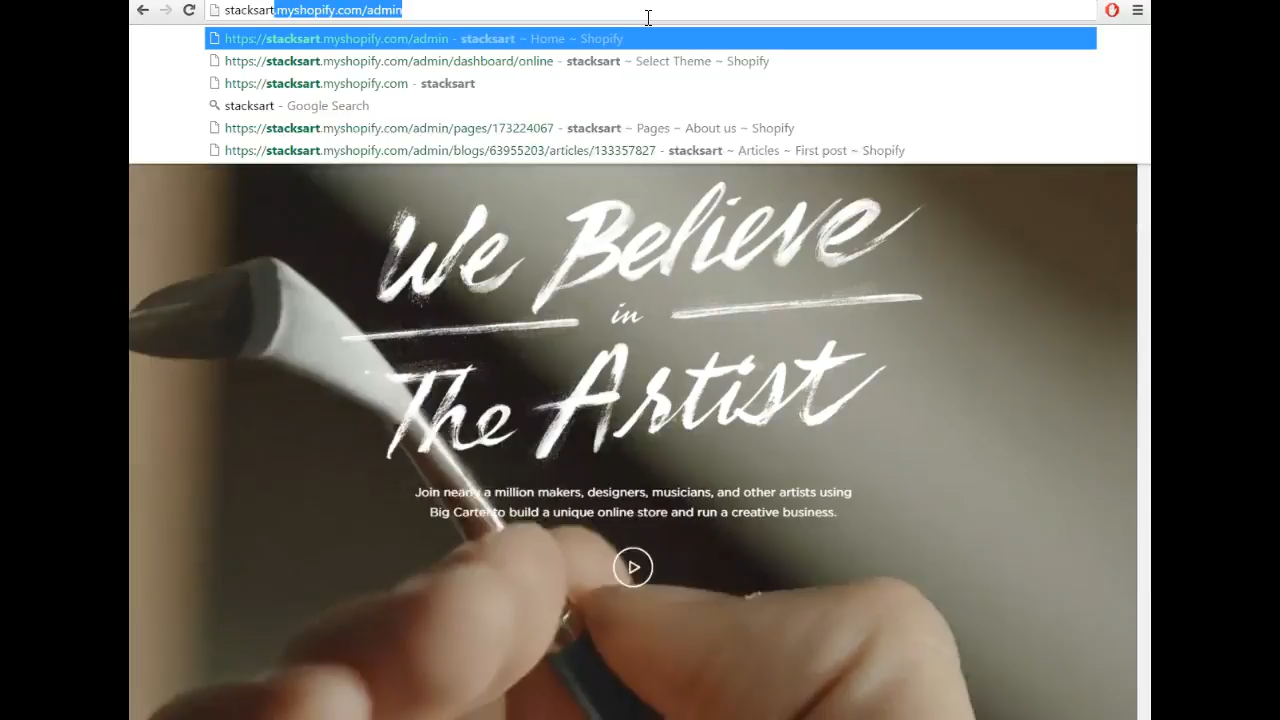 stacksart.myshopify.com/admin
https://stacksart.myshopify.com/admin - stacksart ~ Home ~ Shopify
https://stacksart.myshopify.com/admin/dashboard/online - stacksart ~ Select Theme ~ Shopify
https://stacksart.myshopify.com - stacksart
stacksart - Google Search
https://stacksart.myshopify.com/admin/pages/173224067 - stacksart ~ Pages ~ About us ~ Shopify
https://stacksart.myshopify.com/admin/blogs/63955203/articles/133357827 - stacksart ~ Articles ~ First post ~ Shopify
We Believe
in
The Artist
Join nearly a million makers, designers, musicians, and other artists using
Big Cartel to build a unique online store and run a creative business.